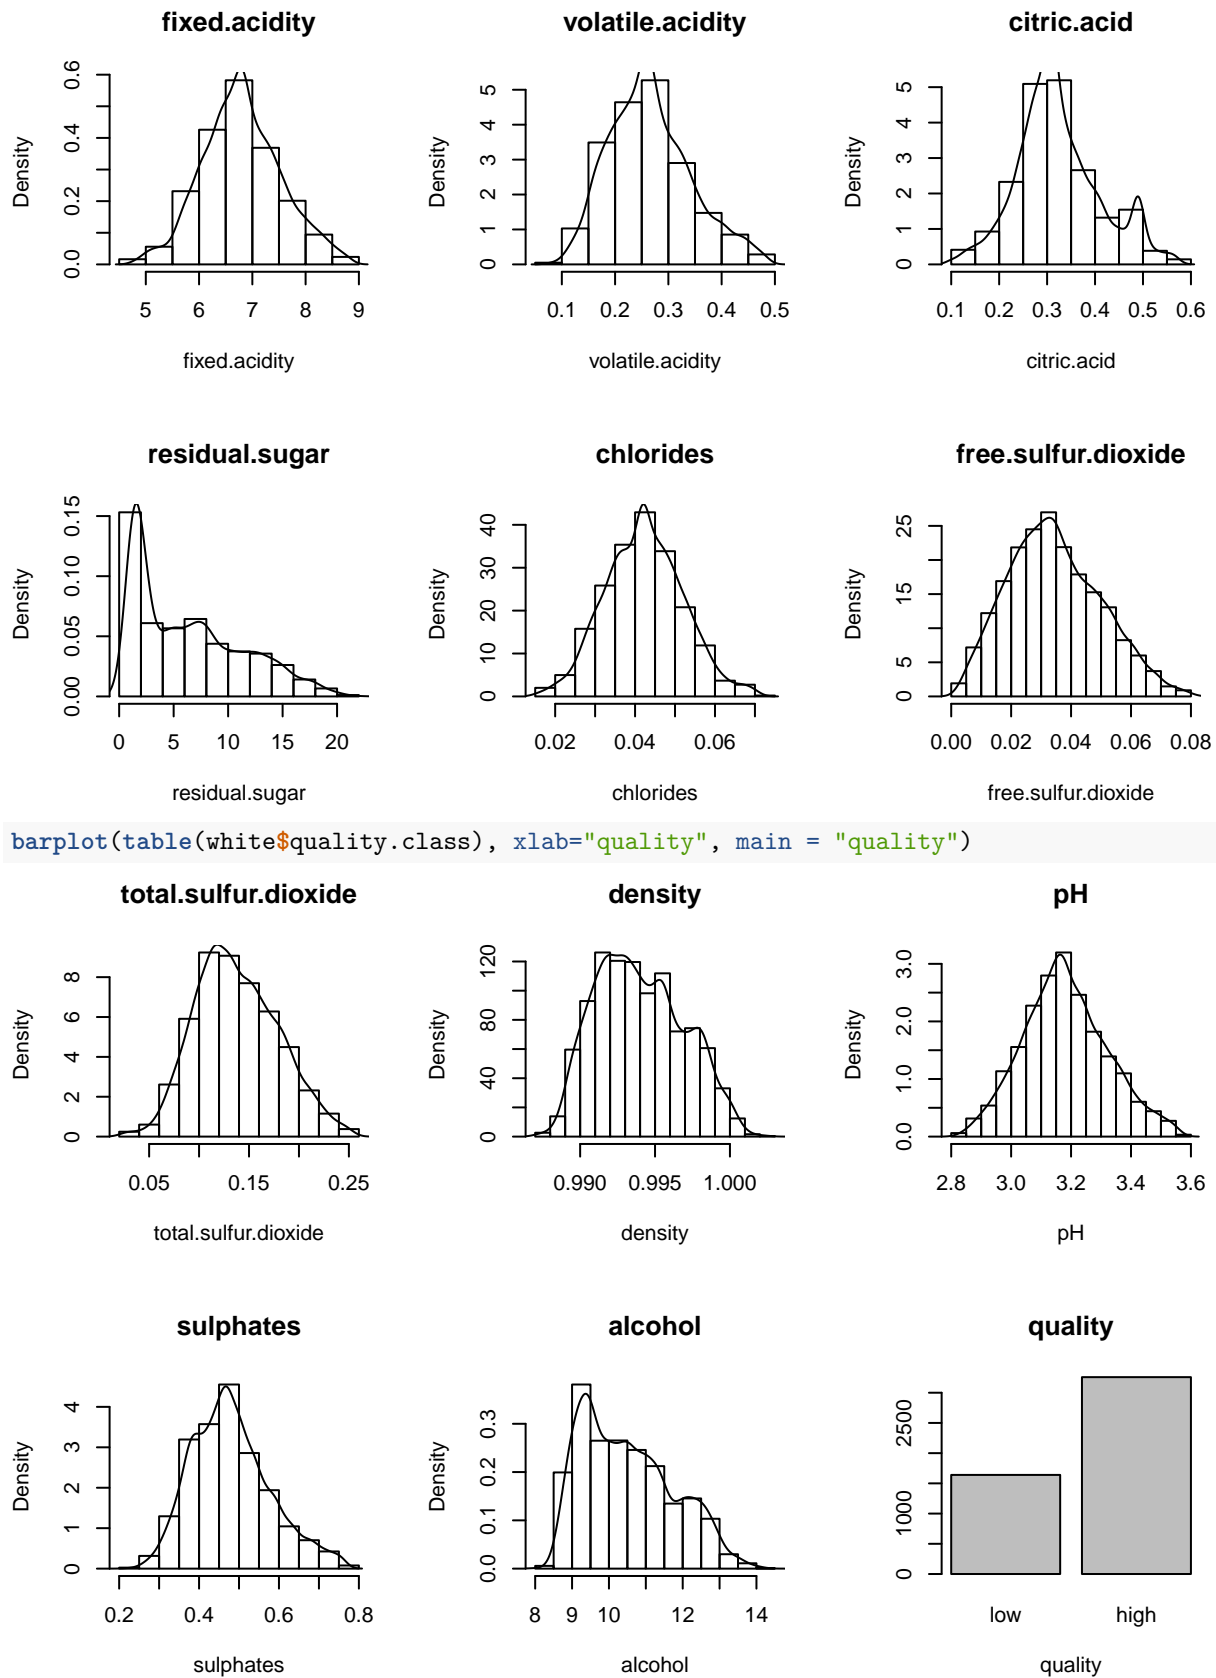 fixed.acidity volatile.acidity citric.acid
Density 0.0 0.2 0.4 0.6 Density 0 1 2 3 4 5 Density 0 1 2 3 4 5
5 6 7 8 9 0.1 0.2 0.3 0.4 0.5 0.1 0.2 0.3 0.4 0.5 0.6
fixed.acidity volatile.acidity citric.acid
residual.sugar chlorides free.sulfur.dioxide
Density 0.00 0.05 0.10 0.15 Density 0 10 20 30 40 Density 0 5 15 25
0 5 10 15 20 0.02 0.04 0.06 0.00 0.02 0.04 0.06 0.08
residual.sugar chlorides free.sulfur.dioxide
barplot(table(white$quality.class), xlab="quality", main = "quality")
total.sulfur.dioxide density pH
Density 0 2 4 6 8 Density 0 40 80 120 Density 0.0 1.0 2.0 3.0
0.05 0.15 0.25 0.990 0.995 1.000 2.8 3.0 3.2 3.4 3.6
total.sulfur.dioxide density pH
sulphates alcohol quality
Density 0 1 2 3 4 Density 0.0 0.1 0.2 0.3 0 1000 2500
0.2 0.4 0.6 0.8 8 9 10 12 14 low high
sulphates alcohol quality